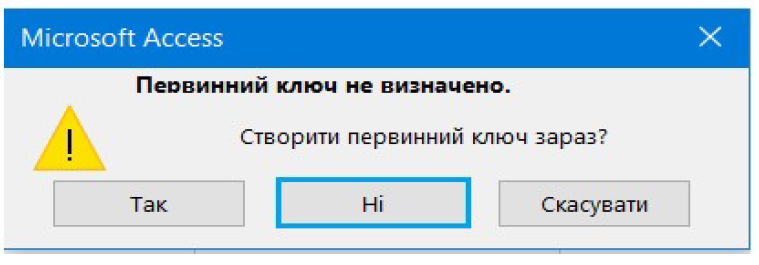 Microsoft Access
Первинний ключ не визначено.
Створити первинний ключ зараз?
Так
Ні
Скасувати